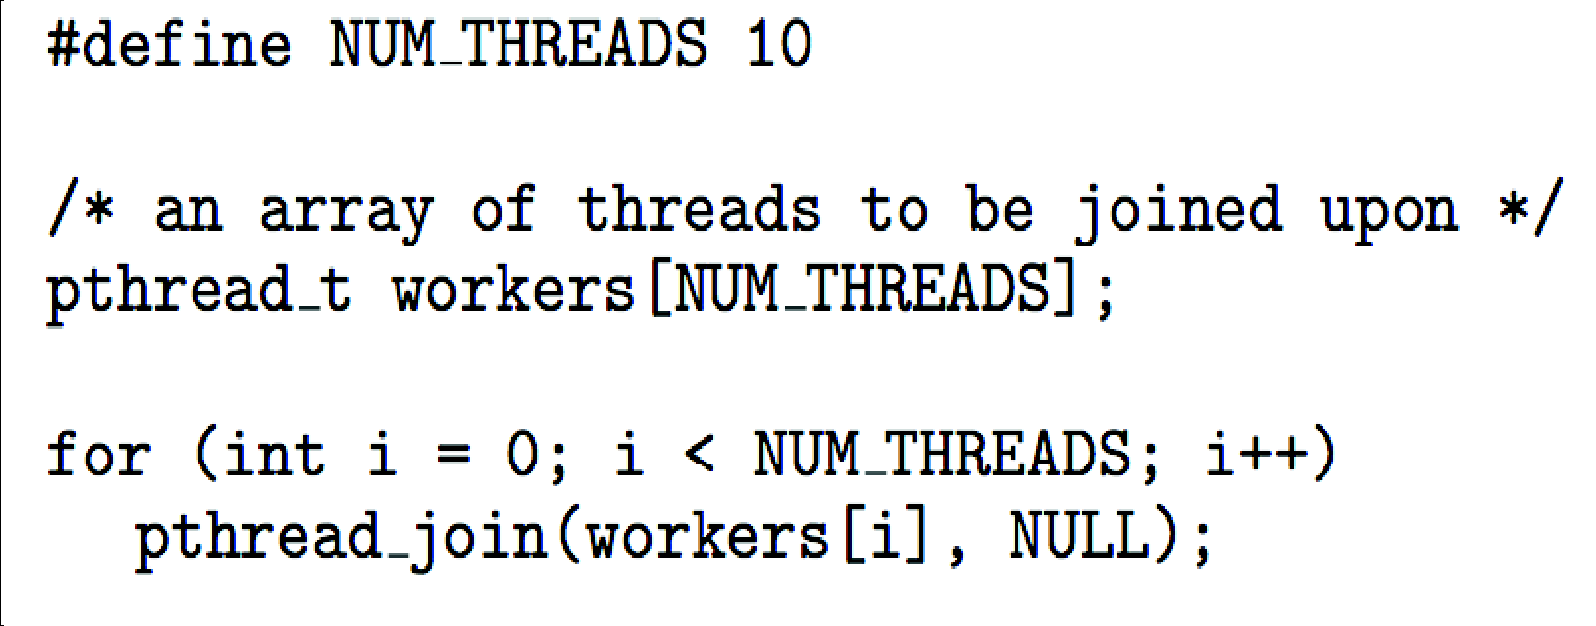 #define NUM_THREADS 10
/* an array of threads to be joined upon */
pthread_t workers[NUM_THREADS];
for (int i = 0; i < NUM_THREADS; i++)
pthread_join(workers[i], NULL);